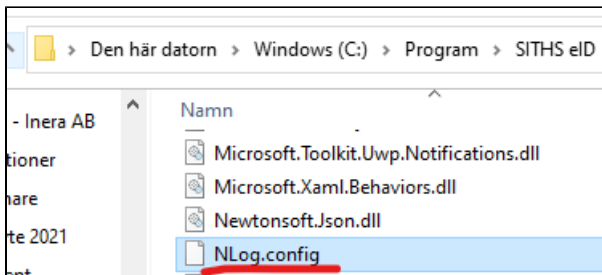 Den här datorn > Windows (C:) > Program > SITHS eID
- Inera AB
Namn
Microsoft.Toolkit.Uwp.Notifications.dll
tioner
Microsoft.Xaml.Behaviors.dll
nare
Newtonsoft.Json.dll
rte 2021
NLog.config